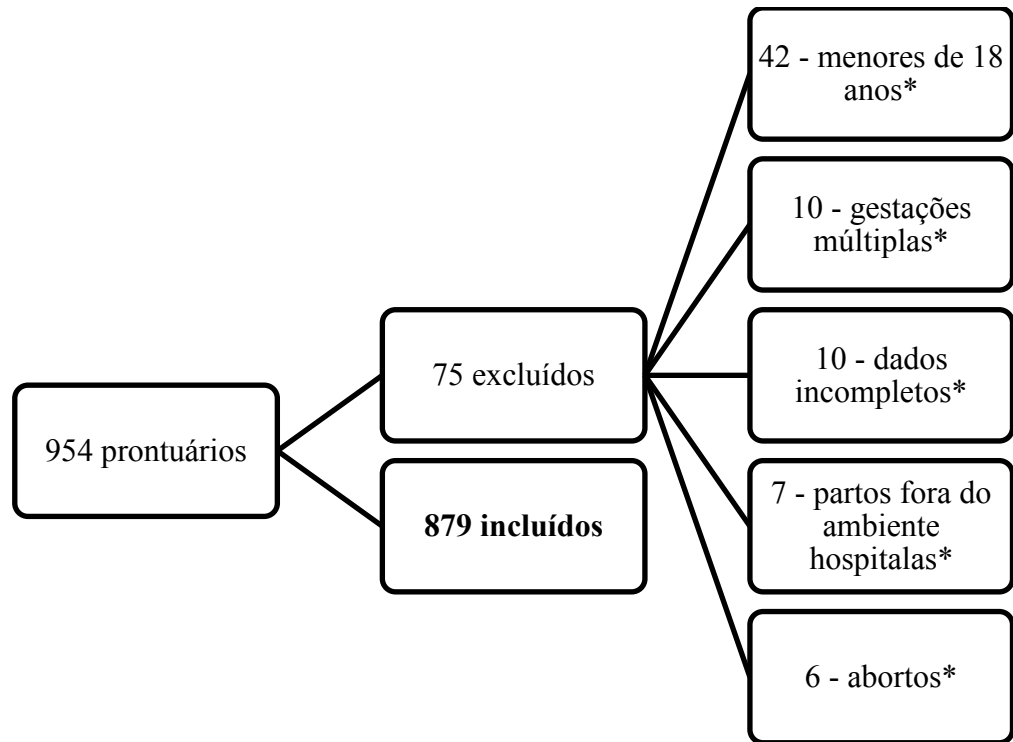 954 prontuários
75 excluídos
879 incluídos
42 - menores de 18
anos*
10 - gestações
múltiplas*
10 - dados
incompletos*
7 - partos fora do
ambiente
hospitalas*
6 - abortos*